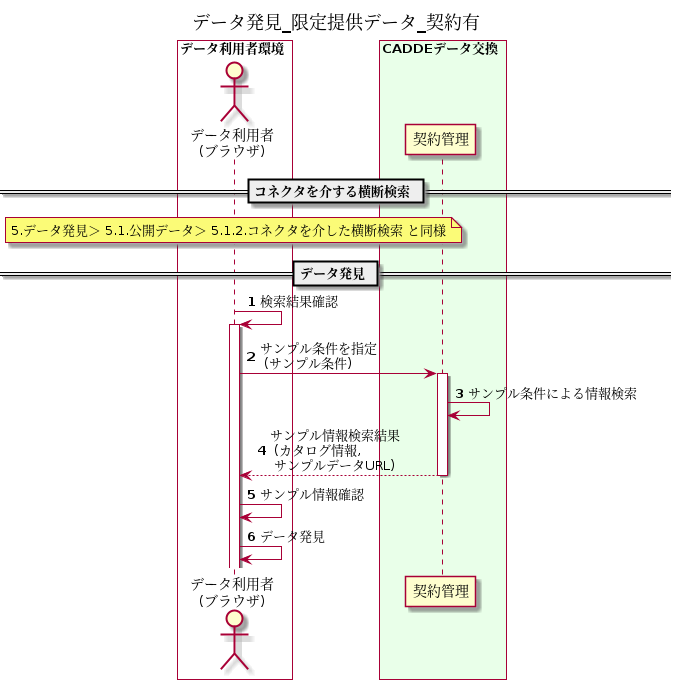 データ発見_限定提供データ_契約有
データ利用者環境
CADDEデータ交換
データ利用者
（ブラウザ）
契約管理
コネクタを介する横断検索
5.データ発見＞ 5.1.公開データ＞ 5.1.2.コネクタを介した横断検索 と同様
データ発見
1 検索結果確認
2 サンプル条件を指定
（サンプル条件）
3 サンプル条件による情報検索
サンプル情報検索結果
4（カタログ情報,
サンプルデータURL）
5 サンプル情報確認
6 データ発見
データ利用者
（ブラウザ）
契約管理